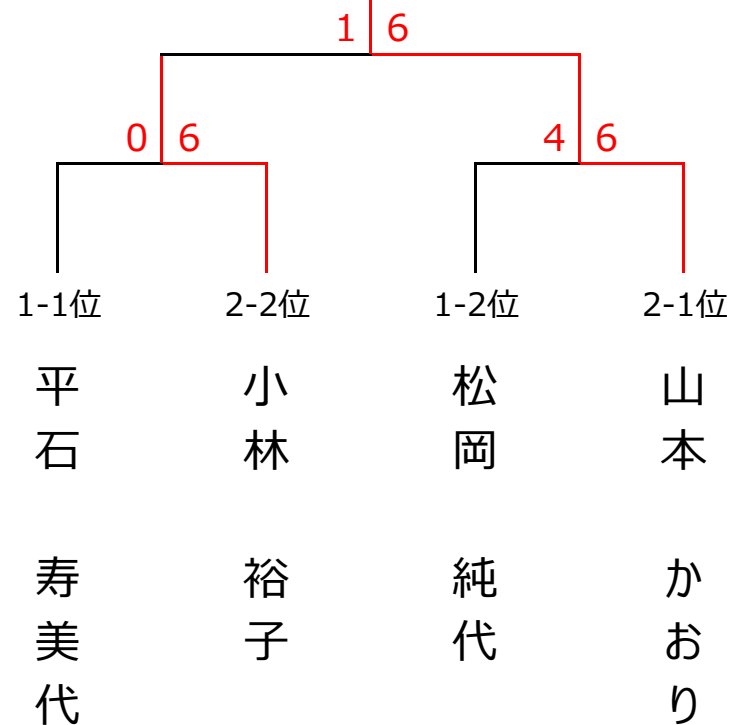 1 6
0 6
4 6
1-1位
2-2位
1-2位
2-1位
平石 寿美代
小林 裕子
松岡 純代
山本 かおり